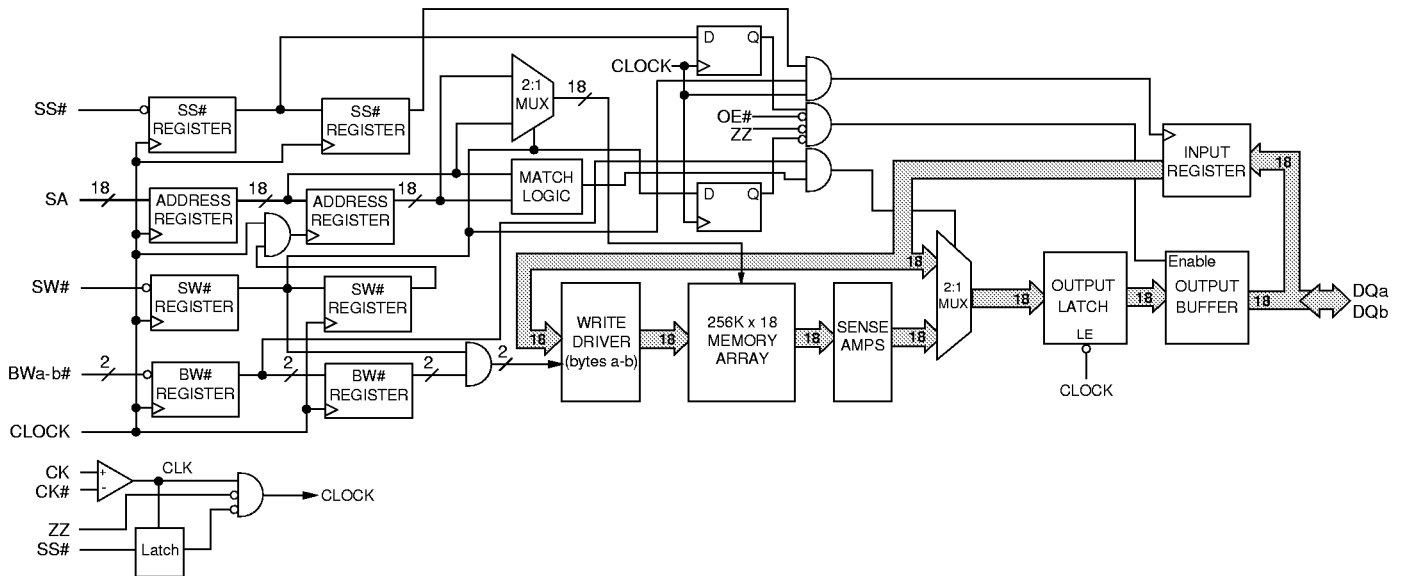 D Q
CLOCK
18
2:1
MUX
SS#
SS#
REGISTER
SS#
REGISTER
OE#
ZZ
INPUT
REGISTER
18
SA
18
ADDRESS
REGISTER
18
ADDRESS
REGISTER
18
MATCH
LOGIC
D Q
SW#
SW#
REGISTER
SW#
REGISTER
18
18
WRITE
DRIVER
(bytes a-b)
18
256K x 18
MEMORY
ARRAY
18
SENSE
AMPS
18
2:1
MUX
18
OUTPUT
LATCH
LE
CLOCK
18
Enable
OUTPUT
BUFFER
18
DQa
DQb
BWa-b#
2
BW#
REGISTER
2
BW#
REGISTER
2
2
CLOCK
CK
CK#
+
-
CLK
CLOCK
ZZ
SS#
Latch